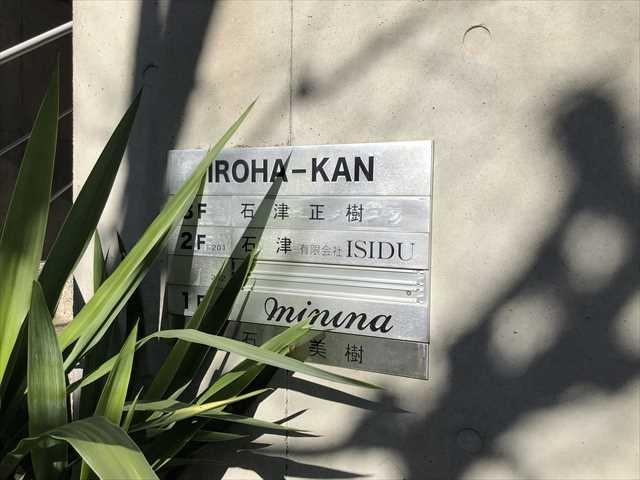 IROHA-KAN
3F 石津正樹
2F 201 石津 有限会社 ISIDU
1F minina
石 美樹